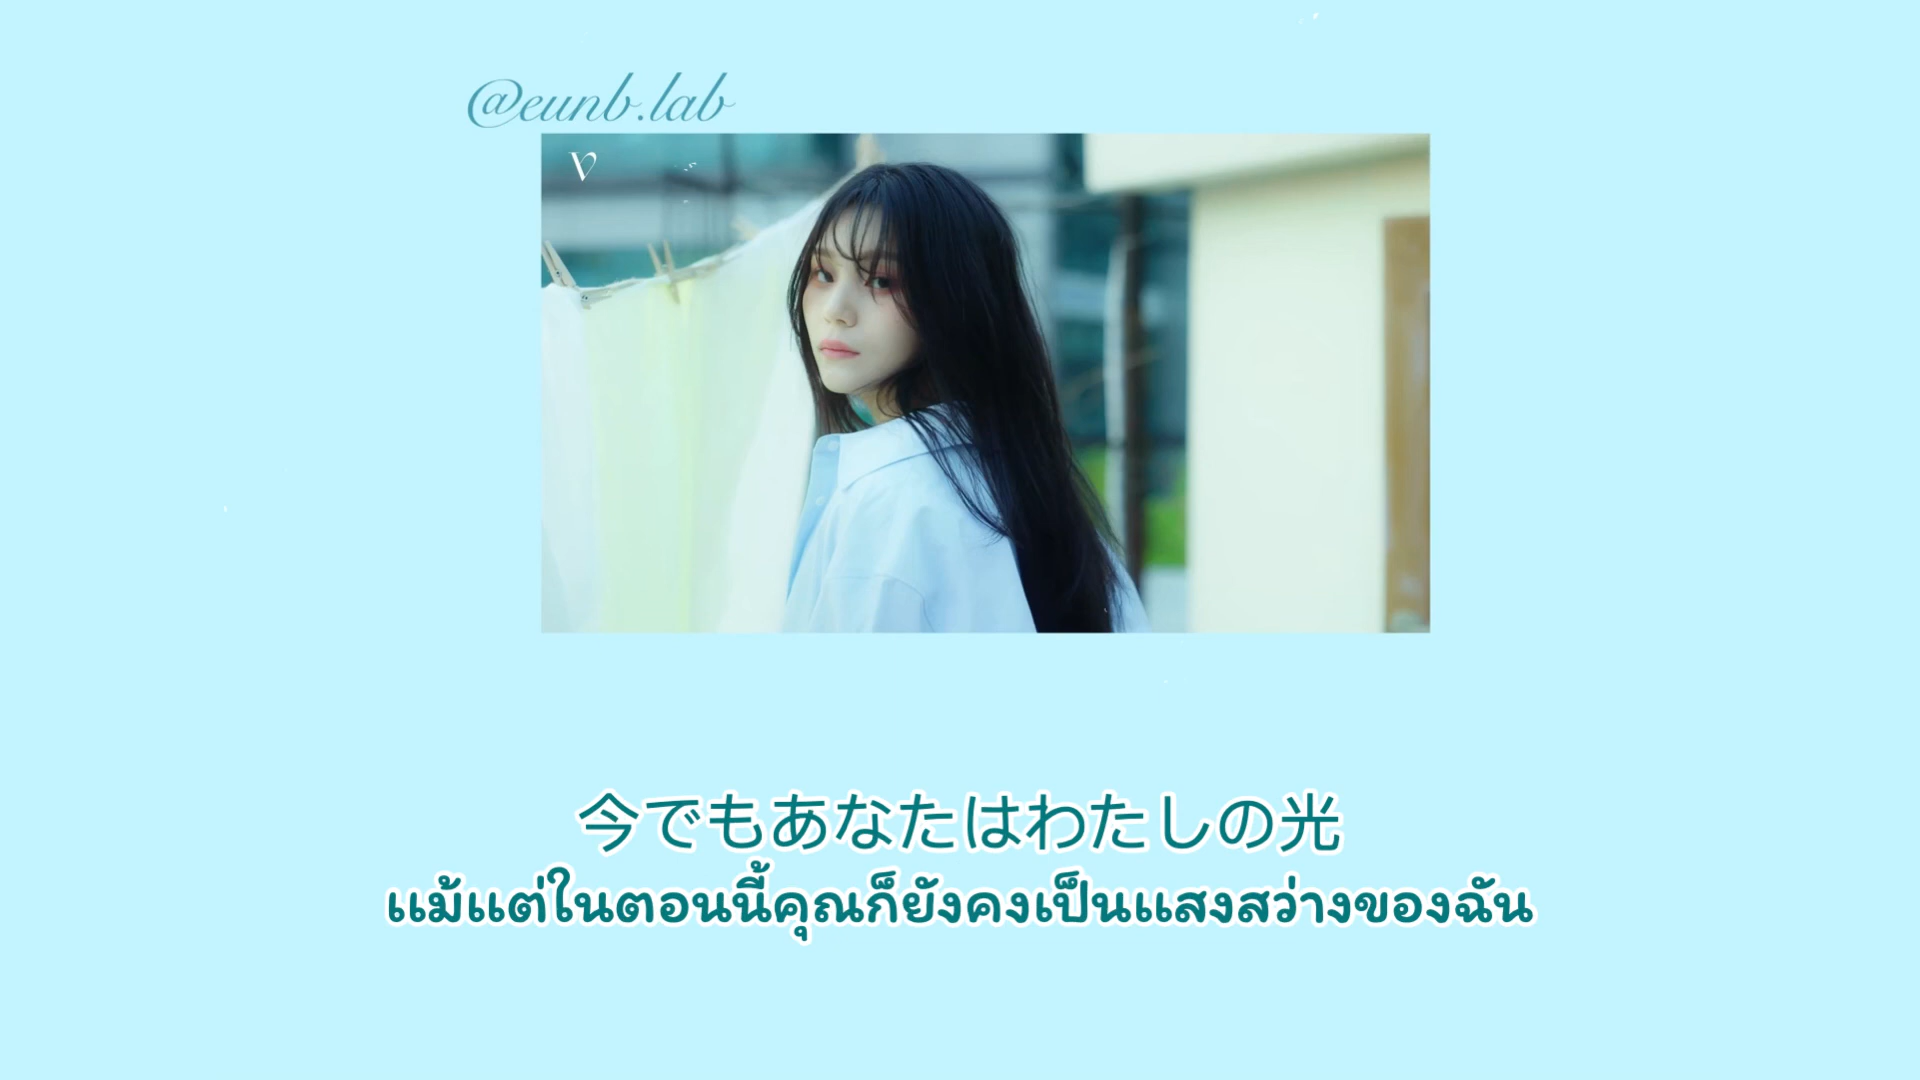 @eunb.lab
V
今でもあなたはわたしの光
แม้แต่ในตอนนี้คุณก็ยังคงเป็นแสงสว่างของฉัน